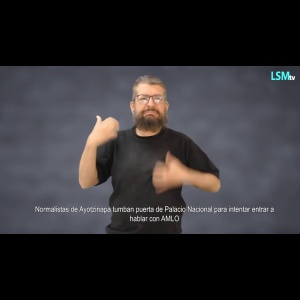 LSMtv
Normalistas de Ayotzinapa tumban puerta de Palacio Nacional para intentar entrar a
hablar con AMLO